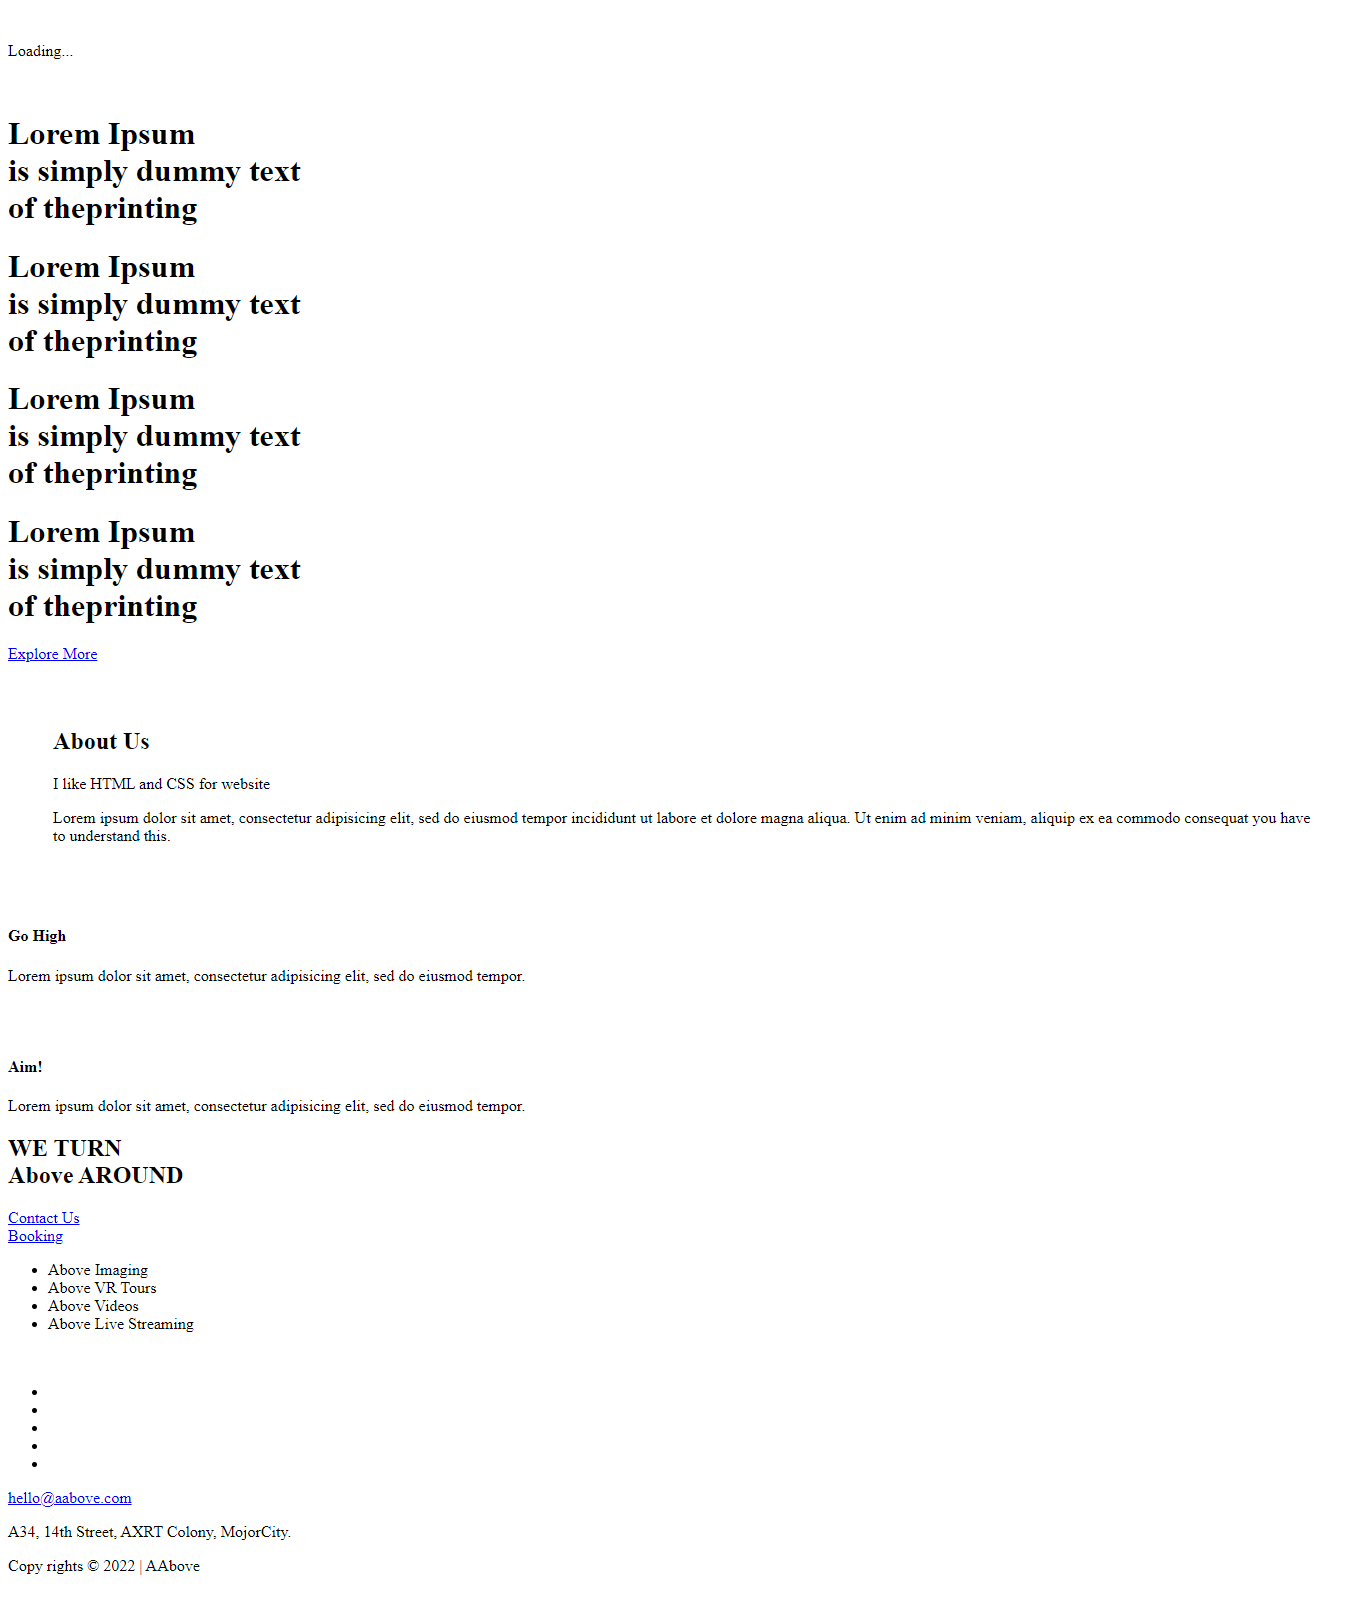 Loading...
Lorem Ipsum
is simply dummy text
of theprinting
Lorem Ipsum
is simply dummy text
of theprinting
Lorem Ipsum
is simply dummy text
of theprinting
Lorem Ipsum
is simply dummy text
of theprinting
Explore More
About Us
I like HTML and CSS for website
Lorem ipsum dolor sit amet, consectetur adipisicing elit, sed do eiusmod tempor incididunt ut labore et dolore magna aliqua. Ut enim ad minim veniam, aliquip ex ea commodo consequat you have
to understand this.
Go High
Lorem ipsum dolor sit amet, consectetur adipisicing elit, sed do eiusmod tempor.
Aim!
Lorem ipsum dolor sit amet, consectetur adipisicing elit, sed do eiusmod tempor.
WE TURN
Above AROUND
Contact Us
Booking
Above Imaging
Above VR Tours
Above Videos
Above Live Streaming
hello@aabove.com
A34, 14th Street, AXRT Colony, MojorCity.
Copy rights © 2022 | AAbove